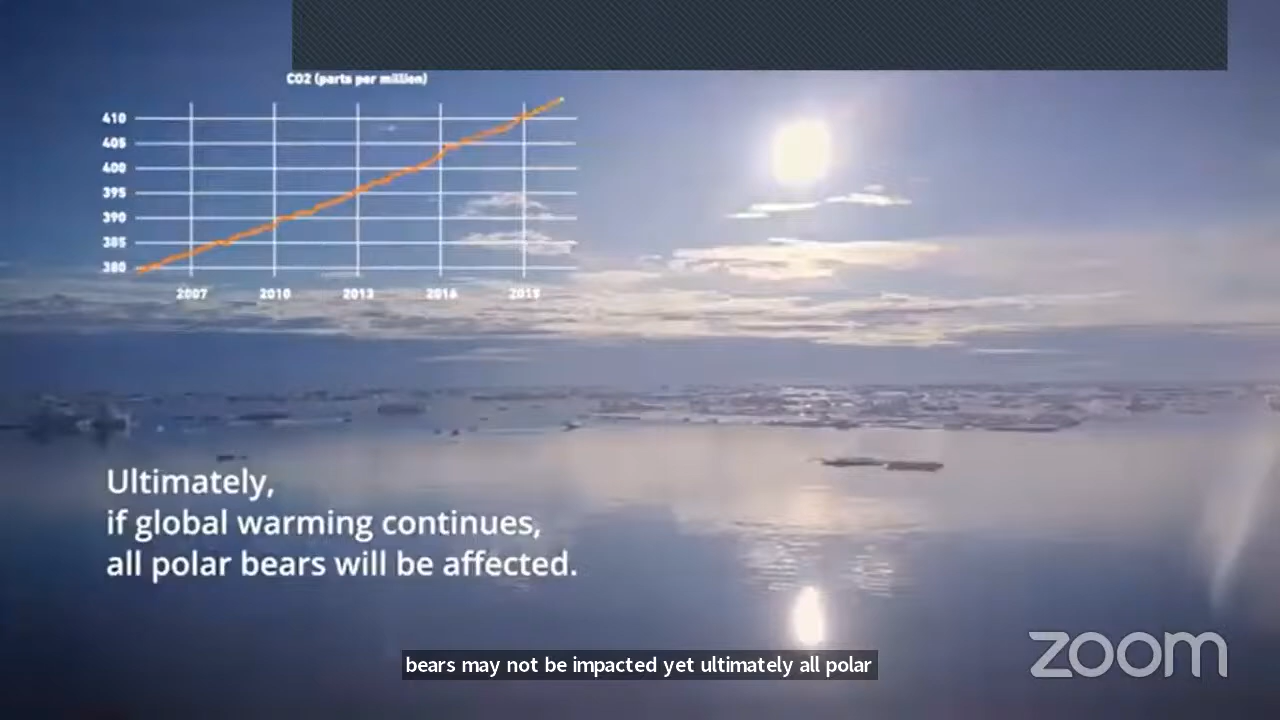 CO2 (parts per million)
410
405
400
395
390
385
380
2007 2010 2013 2016 2019
Ultimately,
if global warming continues,
all polar bears will be affected.
bears may not be impacted yet ultimately all polar
zoom